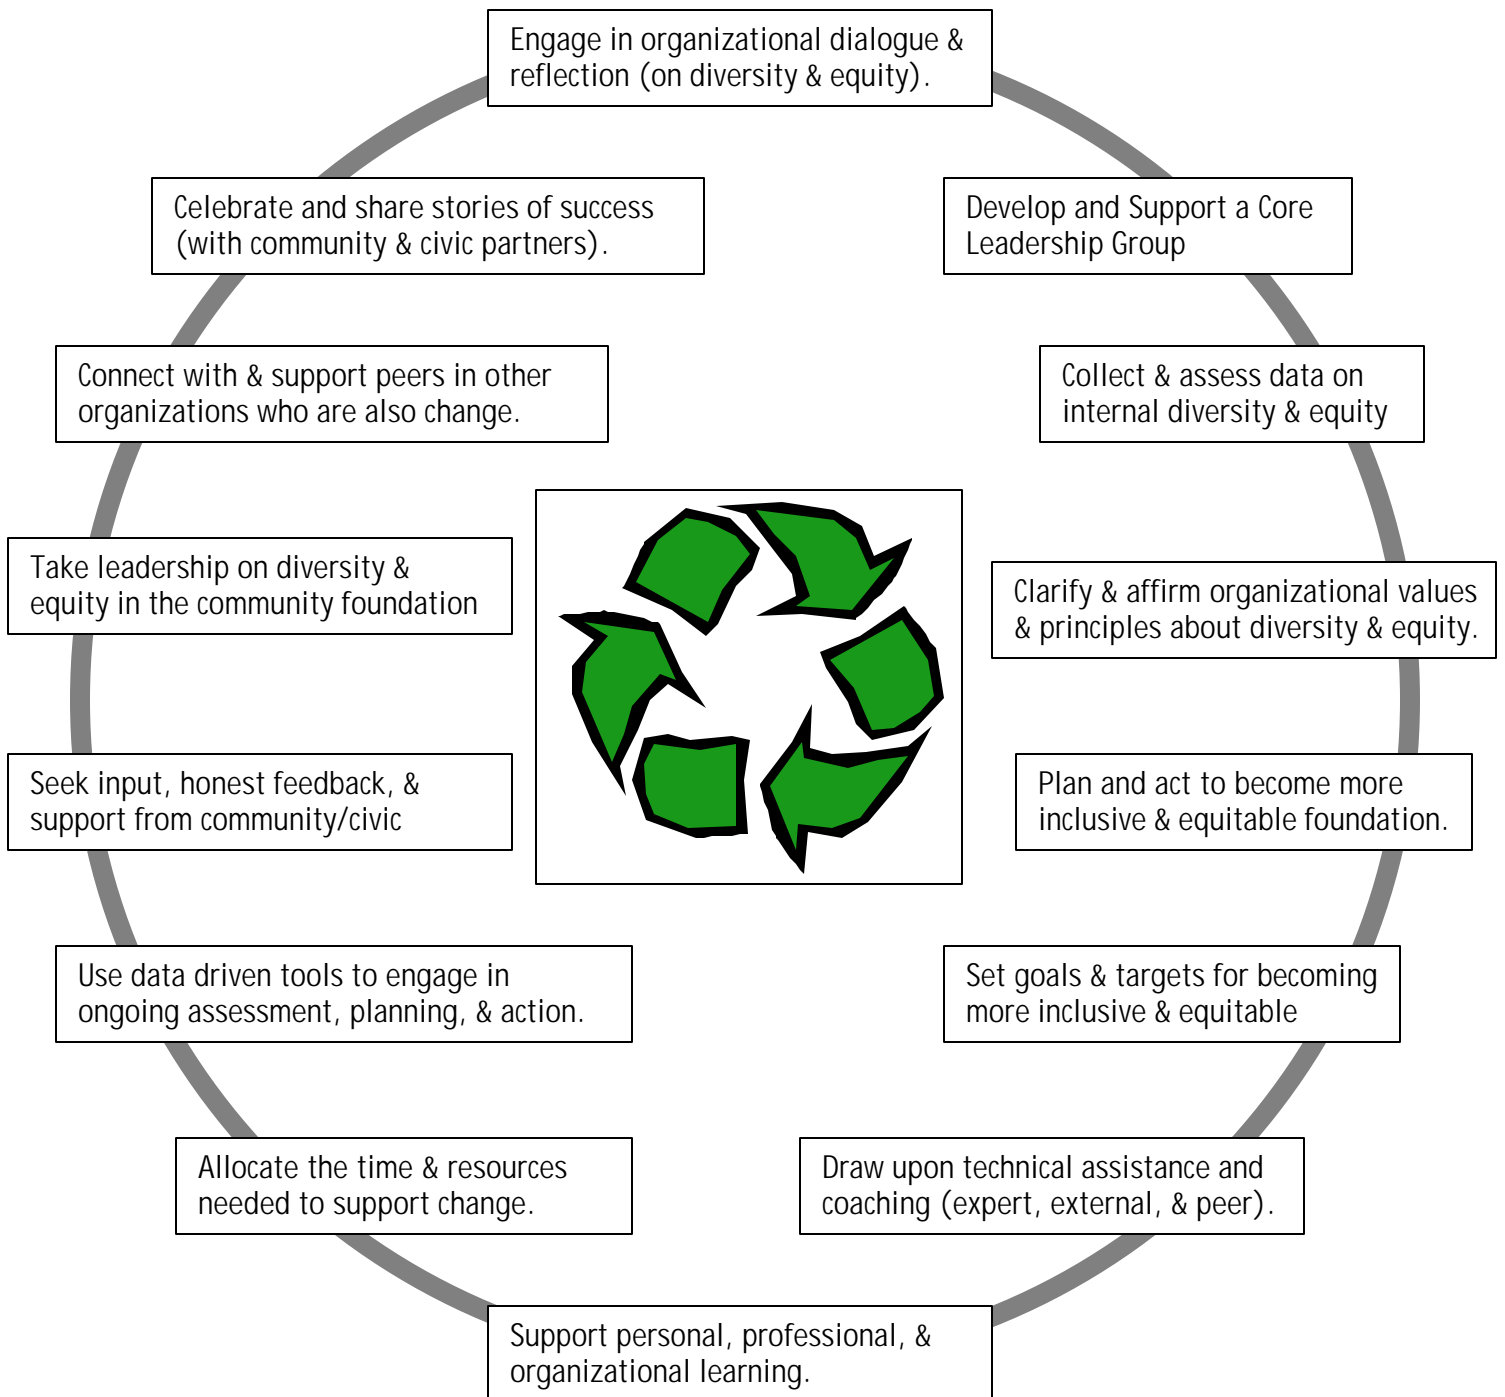 Engage in organizational dialogue &
reflection (on diversity & equity).
Develop and Support a Core
Leadership Group
Collect & assess data on
internal diversity & equity
Clarify & affirm organizational values
& principles about diversity & equity.
Plan and act to become more
inclusive & equitable foundation.
Set goals & targets for becoming
more inclusive & equitable
Draw upon technical assistance and
coaching (expert, external, & peer).
Support personal, professional, &
organizational learning.
Allocate the time & resources
needed to support change.
Use data driven tools to engage in
ongoing assessment, planning, & action.
Seek input, honest feedback, &
support from community/civic
Take leadership on diversity &
equity in the community foundation
Connect with & support peers in other
organizations who are also change.
Celebrate and share stories of success
(with community & civic partners).